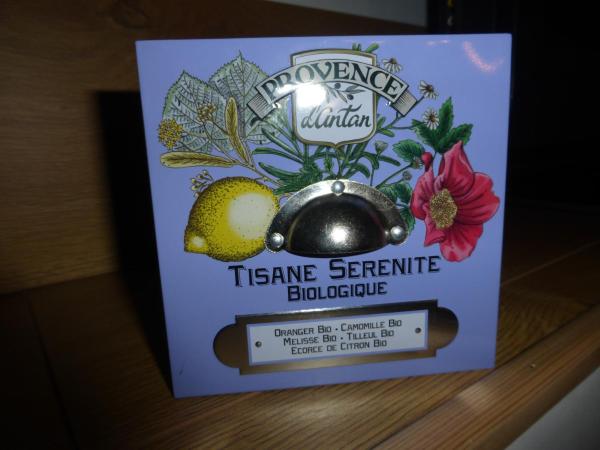 PROVENCE
d'Antan
TISANE SERENITE
BIOLOGIQUE
ORANGER BIO · CAMOMILLE BIO
MELISSE BIO · TILLEUL BIO
ECORCE DE CITRON BIO